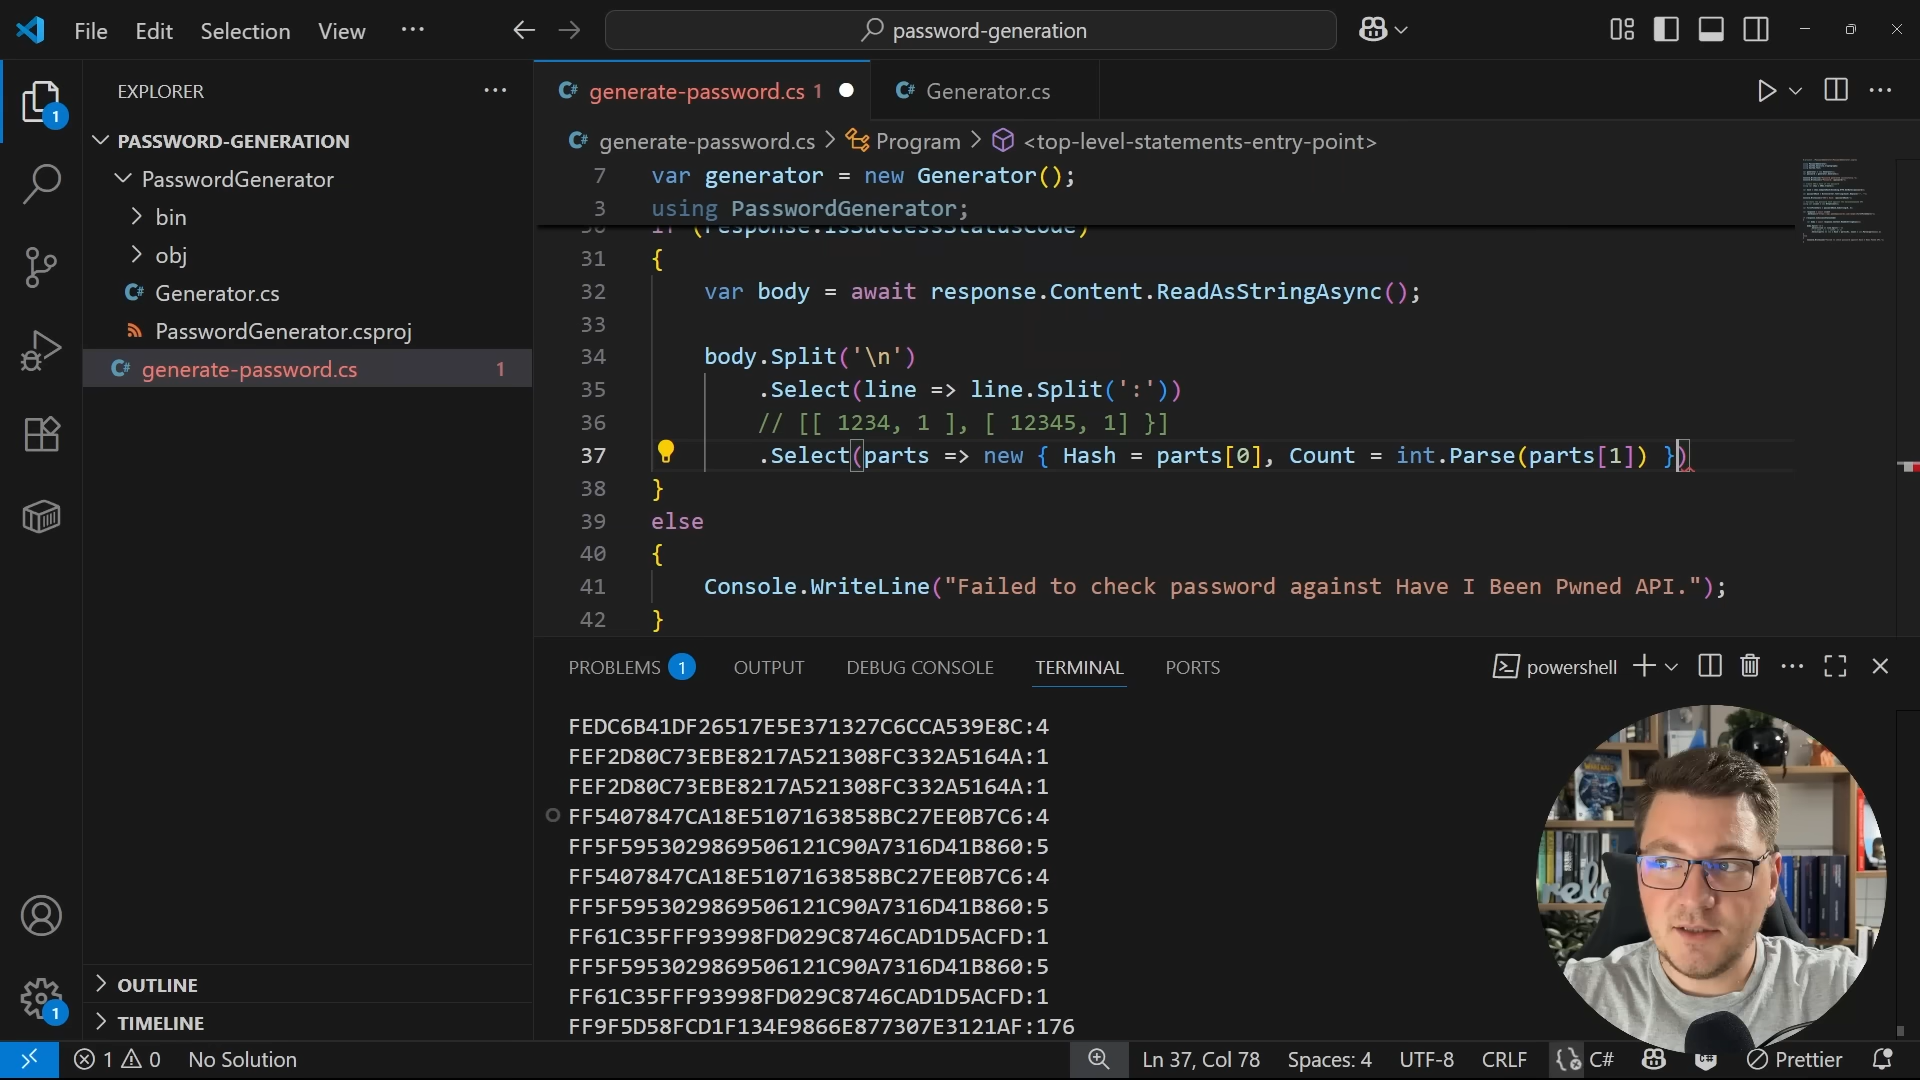 File Edit Selection View ··· password-generation
EXPLORER ···
PASSWORD-GENERATION
PasswordGenerator
bin
obj
Generator.cs
PasswordGenerator.csproj
generate-password.cs 1
OUTLINE
TIMELINE
generate-password.cs 1
Generator.cs
generate-password.cs > Program > <top-level-statements-entry-point>
7 var generator = new Generator();
3 using PasswordGenerator;
30 if (response.IsSuccessStatusCode)
31 {
32 var body = await response.Content.ReadAsStringAsync();
33
34 body.Split('\n')
35 .Select(line => line.Split(':'))
36 // [[ 1234, 1 ], [ 12345, 1] }]
37 .Select(parts => new { Hash = parts[0], Count = int.Parse(parts[1]) })
38 }
39 else
40 {
41 Console.WriteLine("Failed to check password against Have I Been Pwned API.");
42 }
PROBLEMS 1 OUTPUT DEBUG CONSOLE TERMINAL PORTS powershell
FEDC6B41DF26517E5E371327C6CCA539E8C:4
FEF2D80C73EBE8217A521308FC332A5164A:1
FEF2D80C73EBE8217A521308FC332A5164A:1
FF5407847CA18E5107163858BC27EE0B7C6:4
FF5F5953029869506121C90A7316D41B860:5
FF5407847CA18E5107163858BC27EE0B7C6:4
FF5F5953029869506121C90A7316D41B860:5
FF61C35FFF93998FD029C8746CAD1D5ACFD:1
FF5F5953029869506121C90A7316D41B860:5
FF61C35FFF93998FD029C8746CAD1D5ACFD:1
FF9F5D58FCD1F134E9866E877307E3121AF:176
1 0 No Solution Ln 37, Col 78 Spaces: 4 UTF-8 CRLF C# Prettier